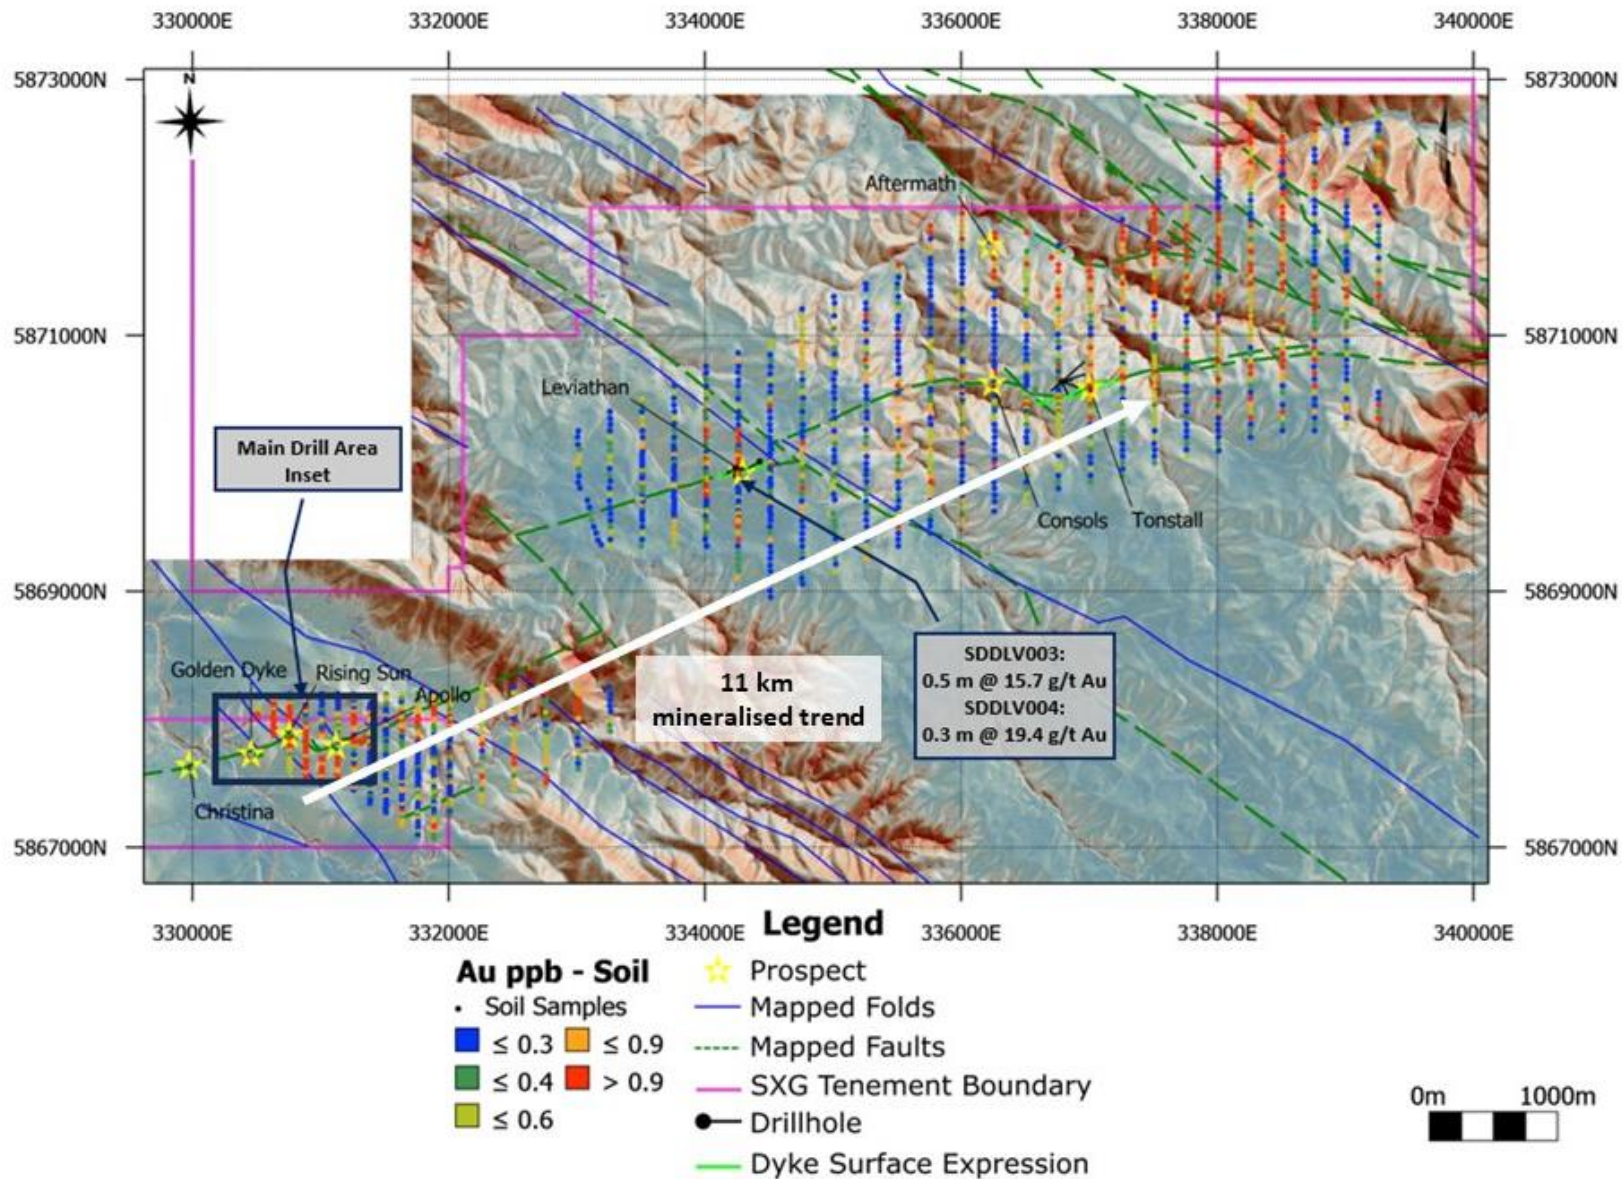 330000E 332000E 334000E 336000E 338000E 340000E
5873000N 5873000N
N
Aftermath
5871000N 5871000N
Leviathan
Main Drill Area
Inset
Consols Tonstall
5869000N 5869000N
SDDLV003:
0.5 m @ 15.7 g/t Au
SDDLV004:
0.3 m @ 19.4 g/t Au
Golden Dyke Rising Sun
Apollo
11 km
mineralised trend
Christina
5867000N 5867000N
330000E 332000E 334000E 336000E 338000E 340000E
Legend
Au ppb - Soil
Soil Samples
≤ 0.3 ≤ 0.9
≤ 0.4 > 0.9
≤ 0.6
Prospect
Mapped Folds
Mapped Faults
SXG Tenement Boundary
Drillhole
Dyke Surface Expression
0m 1000m